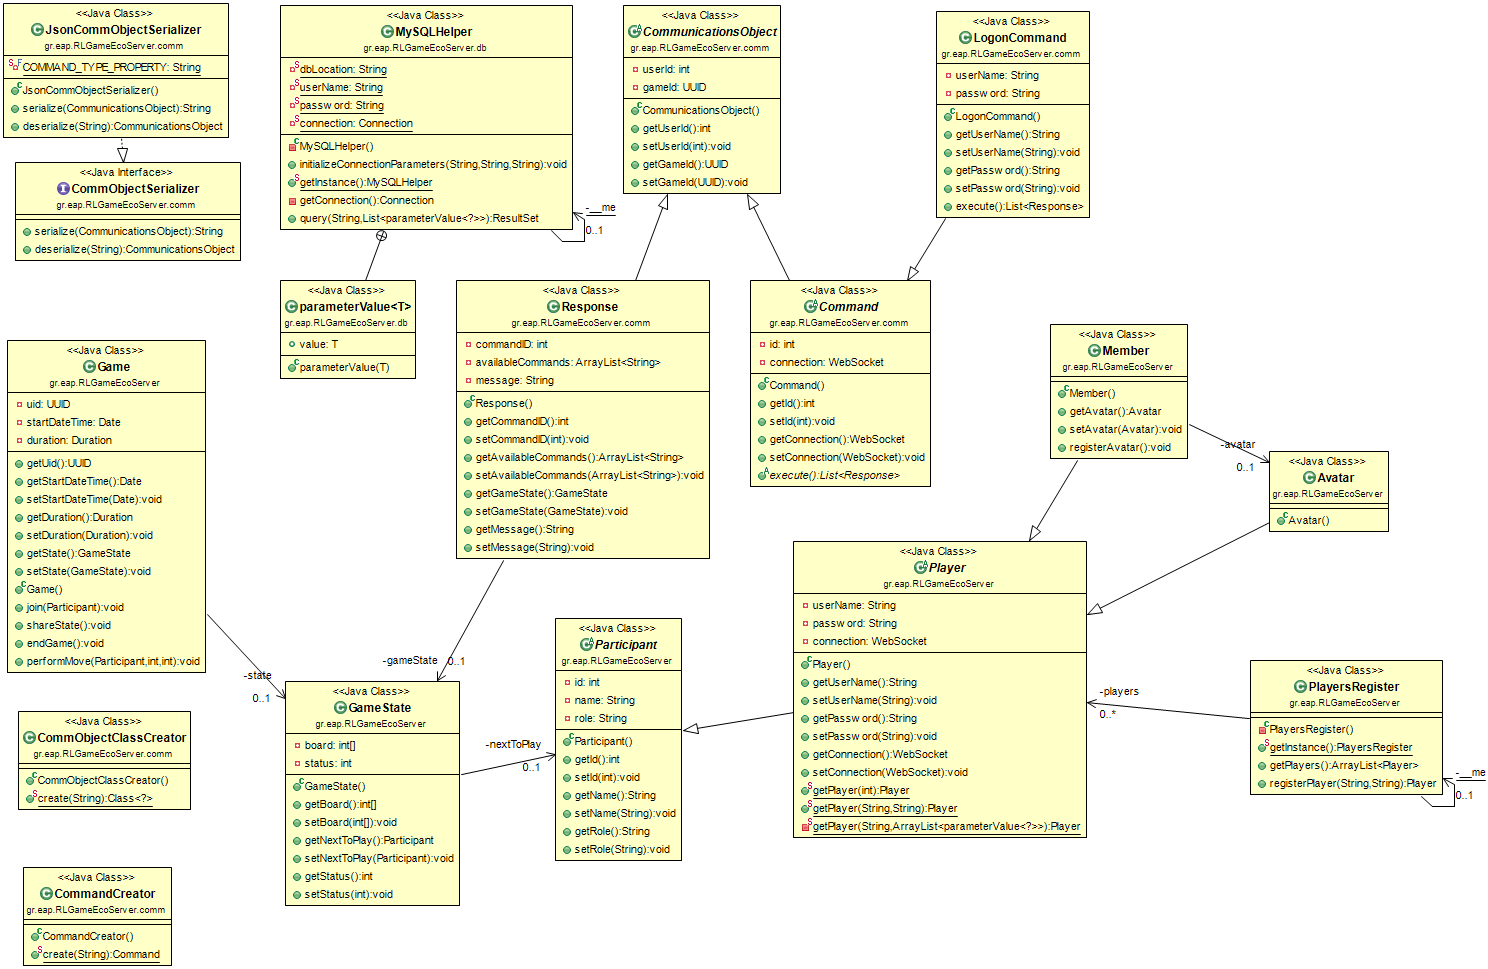 <<Java Class>>
JsonCommObjectSerializer
gr.eap.RLGameEcoServer.comm
COMMAND_TYPE_PROPERTY: String
JsonCommObjectSerializer()
serialize(CommunicationsObject):String
deserialize(String):CommunicationsObject
<<Java Interface>>
CommObjectSerializer
gr.eap.RLGameEcoServer.comm
serialize(CommunicationsObject):String
deserialize(String):CommunicationsObject
<<Java Class>>
MySQLHelper
gr.eap.RLGameEcoServer.db
dbLocation: String
userName: String
password: String
connection: Connection
MySQLHelper()
initializeConnectionParameters(String,String,String):void
getInstance():MySQLHelper
getConnection():Connection
query(String,List<parameterValue<?>>):ResultSet
-__me
0..1
<<Java Class>>
parameterValue<T>
gr.eap.RLGameEcoServer.db
value: T
parameterValue(T)
<<Java Class>>
CommunicationsObject
gr.eap.RLGameEcoServer.comm
userId: int
gameId: UUID
CommunicationsObject()
getUserId():int
setUserId(int):void
getGameId():UUID
setGameId(UUID):void
<<Java Class>>
LogonCommand
gr.eap.RLGameEcoServer.comm
userName: String
password: String
LogonCommand()
getUserName():String
setUserName(String):void
getPassword():String
setPassword(String):void
execute():List<Response>
<<Java Class>>
Response
gr.eap.RLGameEcoServer.comm
commandID: int
availableCommands: ArrayList<String>
message: String
Response()
getCommandID():int
setCommandID(int):void
getAvailableCommands():ArrayList<String>
setAvailableCommands(ArrayList<String>):void
getGameState():GameState
setGameState(GameState):void
getMessage():String
setMessage(String):void
<<Java Class>>
Command
gr.eap.RLGameEcoServer.comm
id: int
connection: WebSocket
Command()
getId():int
setId(int):void
getConnection():WebSocket
setConnection(WebSocket):void
execute():List<Response>
<<Java Class>>
Member
gr.eap.RLGameEcoServer
Member()
getAvatar():Avatar
setAvatar(Avatar):void
registerAvatar():void
-avatar
0..1
<<Java Class>>
Avatar
gr.eap.RLGameEcoServer
Avatar()
<<Java Class>>
Game
gr.eap.RLGameEcoServer
uid: UUID
startDateTime: Date
duration: Duration
getUid():UUID
getStartDateTime():Date
setStartDateTime(Date):void
getDuration():Duration
setDuration(Duration):void
getState():GameState
setState(GameState):void
Game()
join(Participant):void
shareState():void
endGame():void
performMove(Participant,int,int):void
-state
0..1
-gameState
0..1
<<Java Class>>
GameState
gr.eap.RLGameEcoServer
board: int[]
status: int
GameState()
getBoard():int[]
setBoard(int[]):void
getNextToPlay():Participant
setNextToPlay(Participant):void
getStatus():int
setStatus(int):void
-nextToPlay
0..1
<<Java Class>>
Participant
gr.eap.RLGameEcoServer
id: int
name: String
role: String
Participant()
getId():int
setId(int):void
getName():String
setName(String):void
getRole():String
setRole(String):void
<<Java Class>>
Player
gr.eap.RLGameEcoServer
userName: String
password: String
connection: WebSocket
Player()
getUserName():String
setUserName(String):void
getPassword():String
setPassword(String):void
getConnection():WebSocket
setConnection(WebSocket):void
getPlayer(int):Player
getPlayer(String,String):Player
getPlayer(String,ArrayList<parameterValue<?>>):Player
-players
0..*
<<Java Class>>
PlayersRegister
gr.eap.RLGameEcoServer
PlayersRegister()
getInstance():PlayersRegister
getPlayers():ArrayList<Player>
registerPlayer(String,String):Player
-__me
0..1
<<Java Class>>
CommObjectClassCreator
gr.eap.RLGameEcoServer.comm
CommObjectClassCreator()
create(String):Class<?>
<<Java Class>>
CommandCreator
gr.eap.RLGameEcoServer.comm
CommandCreator()
create(String):Command